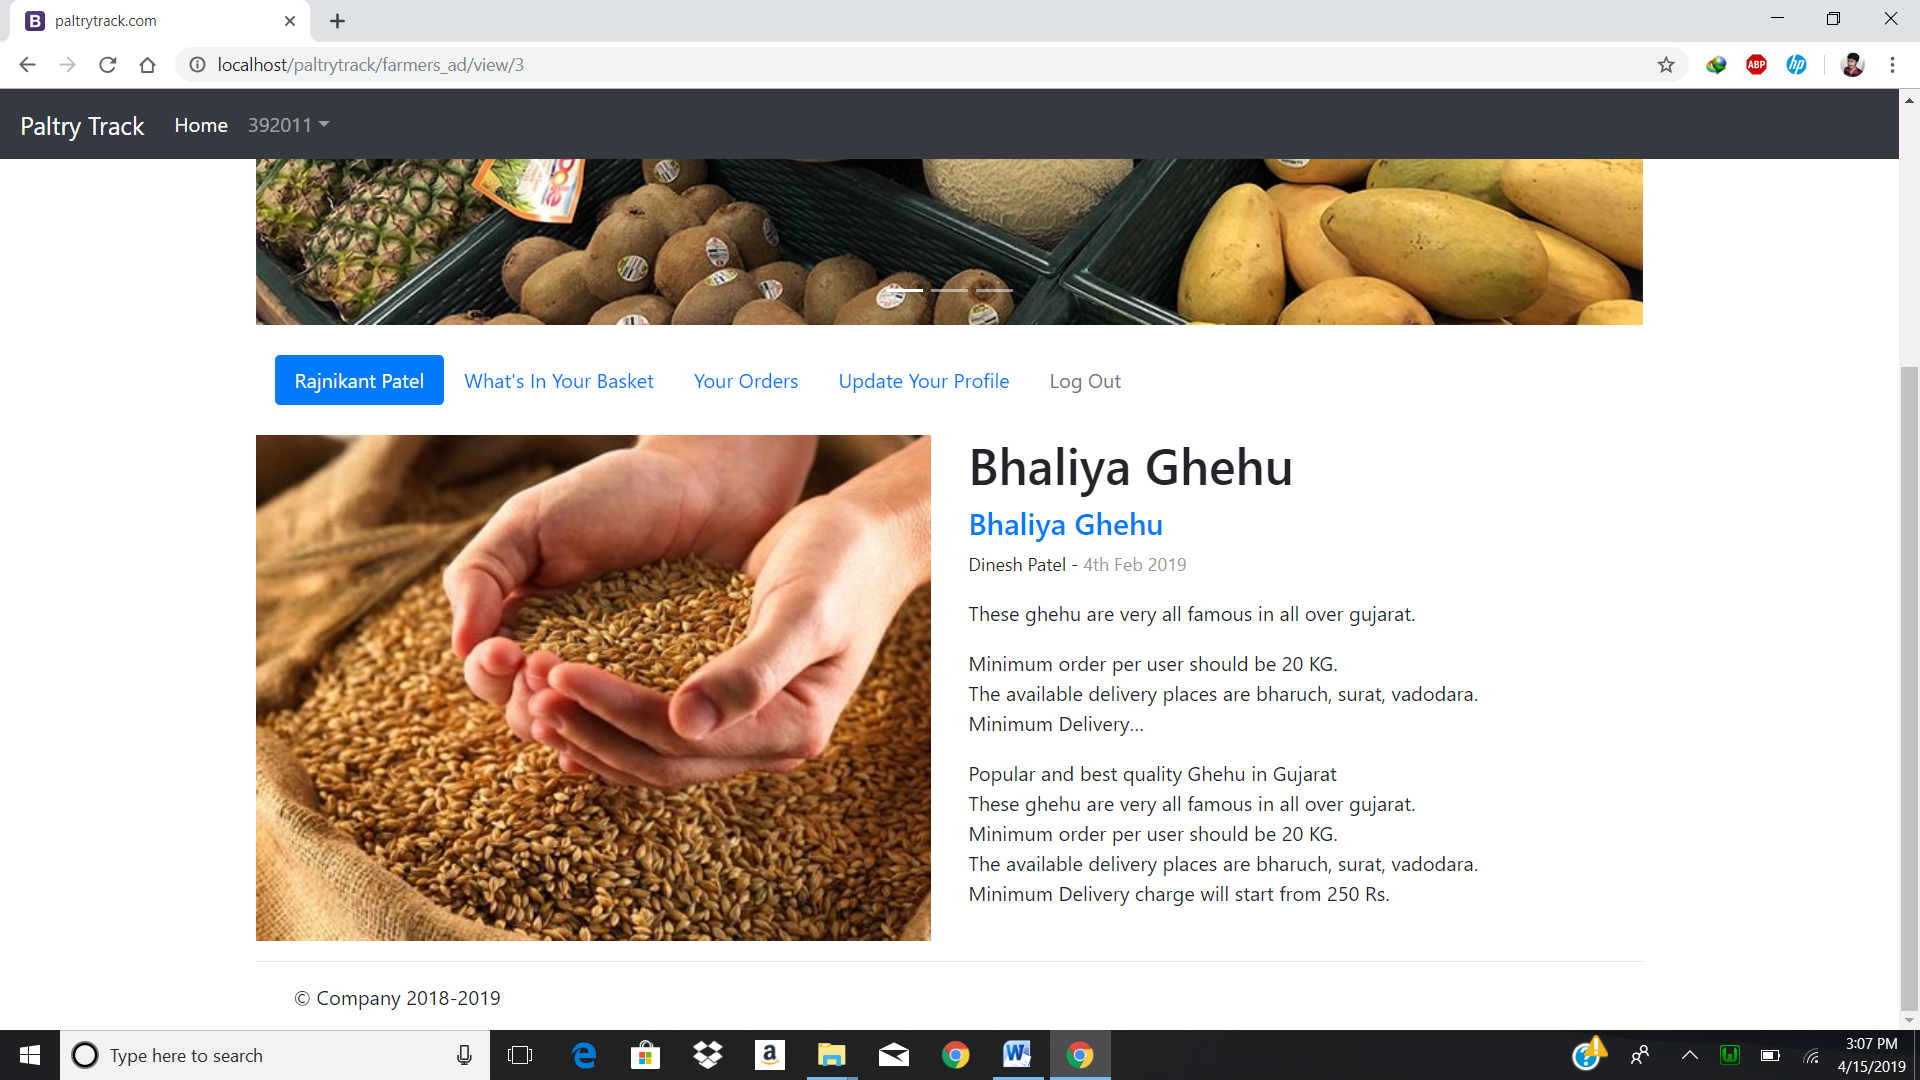 paltrytrack.com
localhost/paltrytrack/farmers_ad/view/3
ABP
hp
Paltry Track Home 392011
Rajnikant Patel What's In Your Basket Your Orders Update Your Profile Log Out
Bhaliya Ghehu
Bhaliya Ghehu
Dinesh Patel - 4th Feb 2019
These ghehu are very all famous in all over gujarat.
Minimum order per user should be 20 KG.
The available delivery places are bharuch, surat, vadodara.
Minimum Delivery...
Popular and best quality Ghehu in Gujarat
These ghehu are very all famous in all over gujarat.
Minimum order per user should be 20 KG.
The available delivery places are bharuch, surat, vadodara.
Minimum Delivery charge will start from 250 Rs.
© Company 2018-2019
Type here to search
3:07 PM
4/15/2019